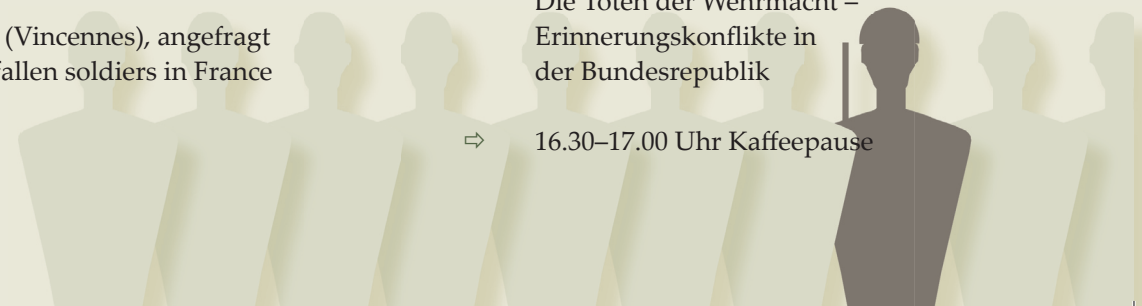 (Vincennes), angefragt
fallen soldiers in France
Die Toten der Wehrmacht –
Erinnerungskonflikte in
der Bundesrepublik
⇨ 16.30–17.00 Uhr Kaffeepause